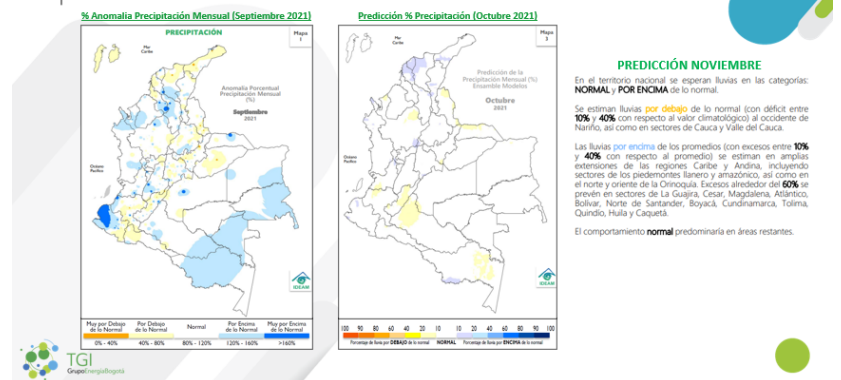 % Anomalia Precipitación Mensual (Septiembre 2021)
PRECIPITACIÓN
Mapa
1
Mar
Caribe
Anomalía Porcentual
Precipitación Mensual
(%)
Septiembre
2021
Océano
Pacífico
IDEAM
Muy por Debajo
de lo Normal
Por Debajo
de lo Normal
Normal
Por Encima
de lo Normal
Muy por Encima
de lo Normal
0% - 40%
40% - 80%
80% - 120%
120% - 160%
>160%
Predicción % Precipitación (Octubre 2021)
Mapa
3
Mar
Caribe
Predicción de la
Precipitación Mensual (%)
Ensamble Modelos
Octubre
2021
Océano
Pacífico
IDEAM
100 90 80 60 40 20 10 10 20 40 60 80 90 100
Porcentaje de lluvia por DEBAJO de lo normal NORMAL Porcentaje de lluvia por ENCIMA de lo normal
PREDICCIÓN NOVIEMBRE
En el territorio nacional se esperan lluvias en las categorías:
NORMAL y POR ENCIMA de lo normal.
Se estiman lluvias por debajo de lo normal (con déficit entre
10% y 40% con respecto al valor climatológico) al occidente de
Nariño, así como en sectores de Cauca y Valle del Cauca.
Las lluvias por encima de los promedios (con excesos entre 10%
y 40% con respecto al promedio) se estiman en amplias
extensiones de las regiones Caribe y Andina, incluyendo
sectores de los piedemontes llanero y amazónico, así como en
el norte y oriente de la Orinoquía. Excesos alrededor del 60% se
prevén en sectores de La Guajira, Cesar, Magdalena, Atlántico,
Bolívar, Norte de Santander, Boyacá, Cundinamarca, Tolima,
Quindío, Huila y Caquetá.
El comportamiento normal predominaría en áreas restantes.
TGI
GrupoEnergíaBogotá